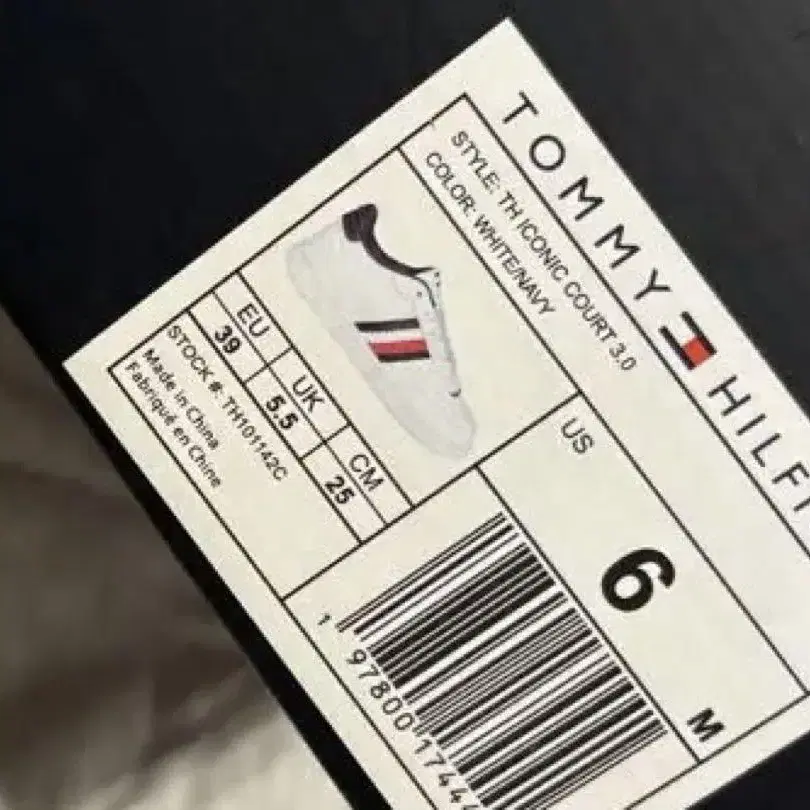 TOMMY HILFI
STYLE: TH ICONIC COURT 3.0
COLOR: WHITE/NAVY
EU UK CM
39 5.5 25
STOCK #: TH101142C
Made in China
Fabriqué en Chine
US
6
M
1 97800 1744